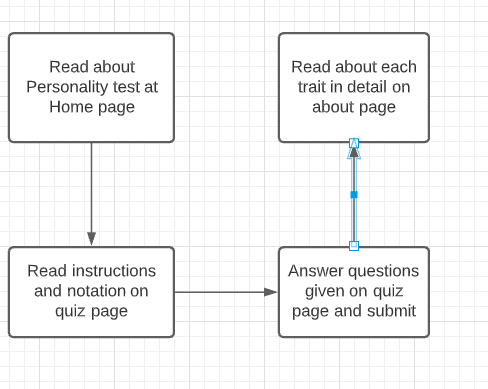 Read about
Personality test at
Home page
Read instructions
and notation on
quiz page
Answer questions
given on quiz
page and submit
Read about each
trait in detail on
about page